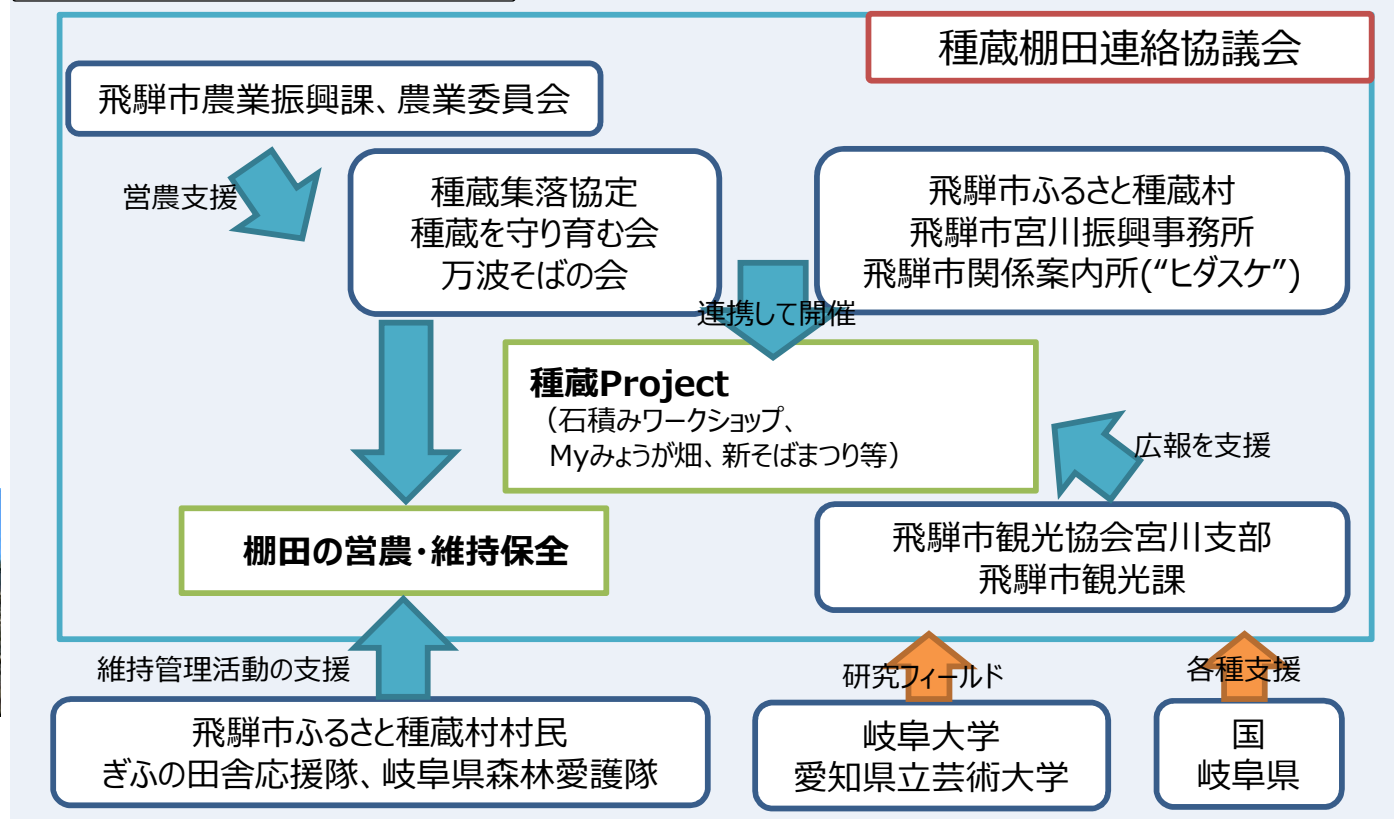 種蔵棚田連絡協議会
飛騨市農業振興課、農業委員会
営農支援
種蔵集落協定
種蔵を守り育む会
万波そばの会
飛騨市ふるさと種蔵村
飛騨市宮川振興事務所
飛騨市関係案内所(“ヒダスケ”)
連携して開催
種蔵Project
（石積みワークショップ、
Myみょうが畑、新そばまつり等）
広報を支援
棚田の営農・維持保全
飛騨市観光協会宮川支部
飛騨市観光課
維持管理活動の支援
研究フィールド
各種支援
飛騨市ふるさと種蔵村村民
ぎふの田舎応援隊、岐阜県森林愛護隊
岐阜大学
愛知県立芸術大学
国
岐阜県